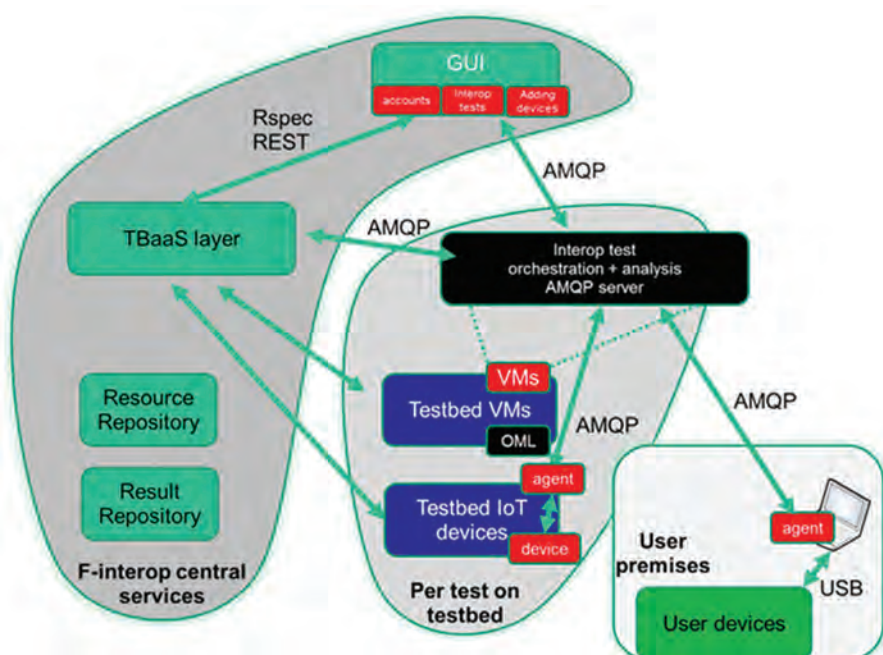 GUI
accounts
Interop
tests
Adding
devices
Rspec
REST
AMQP
TBaaS layer
AMQP
Interop test
orchestration + analysis
AMQP server
VMs
Testbed VMs
OML
Resource
Repository
AMQP
AMQP
agent
Testbed IoT
devices
device
Result
Repository
agent
User
premises
USB
User devices
F-interop central
services
Per test on
testbed